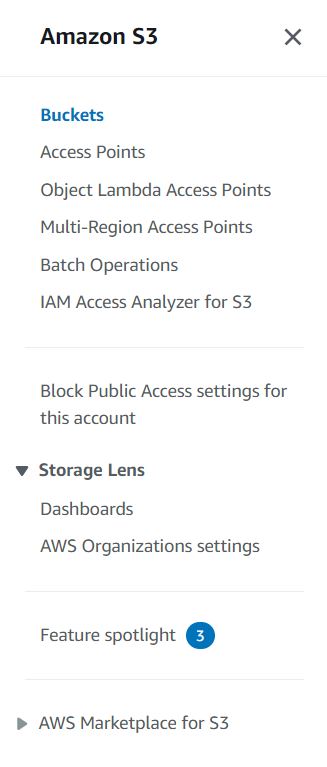 Amazon S3
Buckets
Access Points
Object Lambda Access Points
Multi-Region Access Points
Batch Operations
IAM Access Analyzer for S3
Block Public Access settings for
this account
Storage Lens
Dashboards
AWS Organizations settings
Feature spotlight 3
AWS Marketplace for S3